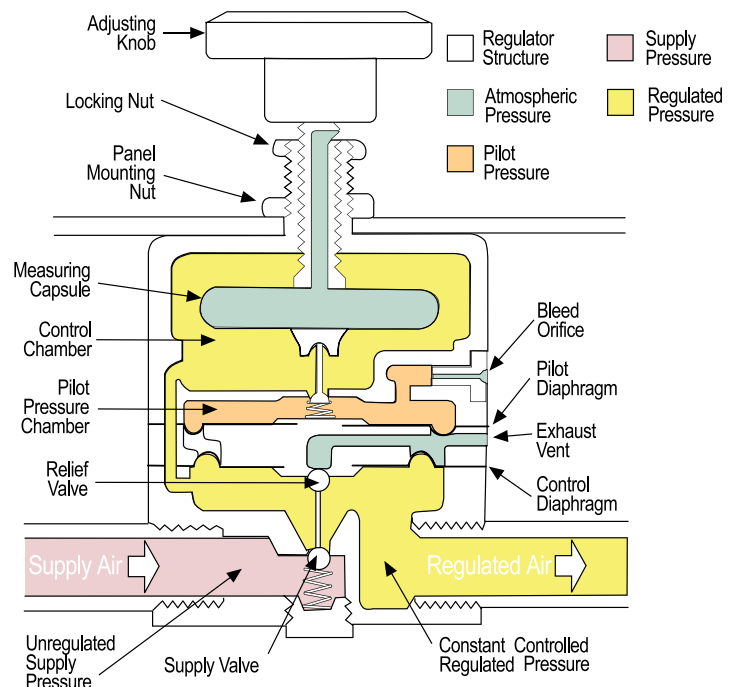 Adjusting
Knob
Regulator
Structure
Supply
Pressure
Locking Nut
Atmospheric
Pressure
Regulated
Pressure
Panel
Mounting
Nut
Pilot
Pressure
Measuring
Capsule
Control
Chamber
Bleed
Orifice
Pilot
Diaphragm
Pilot
Pressure
Chamber
Exhaust
Vent
Relief
Valve
Control
Diaphragm
Supply Air
Regulated Air
Unregulated
Supply
Pressure
Supply Valve
Constant
Regulated Controlled
Pressure